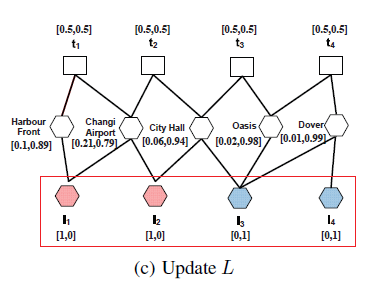 [0.5,0.5] [0.5,0.5] [0.5,0.5] [0.5,0.5]
t1 t2 t3 t4
Harbour Front [0.1,0.89]
Changi Airport [0.21,0.79]
City Hall [0.06,0.94]
Oasis [0.02,0.98]
Dover [0.01,0.99]
l1 l2 l3 l4
[1,0] [1,0] [0,1] [0,1]
(c) Update L